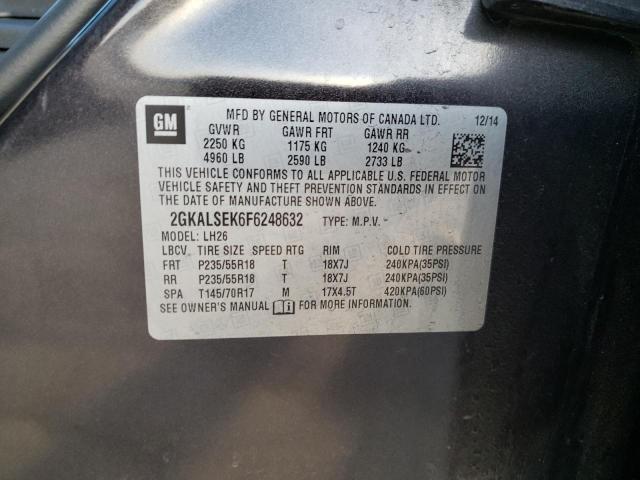 GM
MFD BY GENERAL MOTORS OF CANADA LTD. 12/14
GVWR GAWR FRT GAWR RR
2250 KG 1175 KG 1240 KG
4960 LB 2590 LB 2733 LB
THIS VEHICLE CONFORMS TO ALL APPLICABLE U.S. FEDERAL MOTOR
VEHICLE SAFETY AND THEFT PREVENTION STANDARDS IN EFFECT ON
THE DATE OF MANUFACTURE SHOWN ABOVE.
2GKALSEK6F6248632 TYPE: M.P.V.
MODEL: LH26
LBCV: TIRE SIZE SPEED RTG RIM COLD TIRE PRESSURE
FRT P235/55R18 T 18X7J 240KPA(35PSI)
RR P235/55R18 T 18X7J 240KPA(35PSI)
SPA T145/70R17 M 17X4.5T 420KPA(60PSI)
SEE OWNER'S MANUAL FOR MORE INFORMATION.